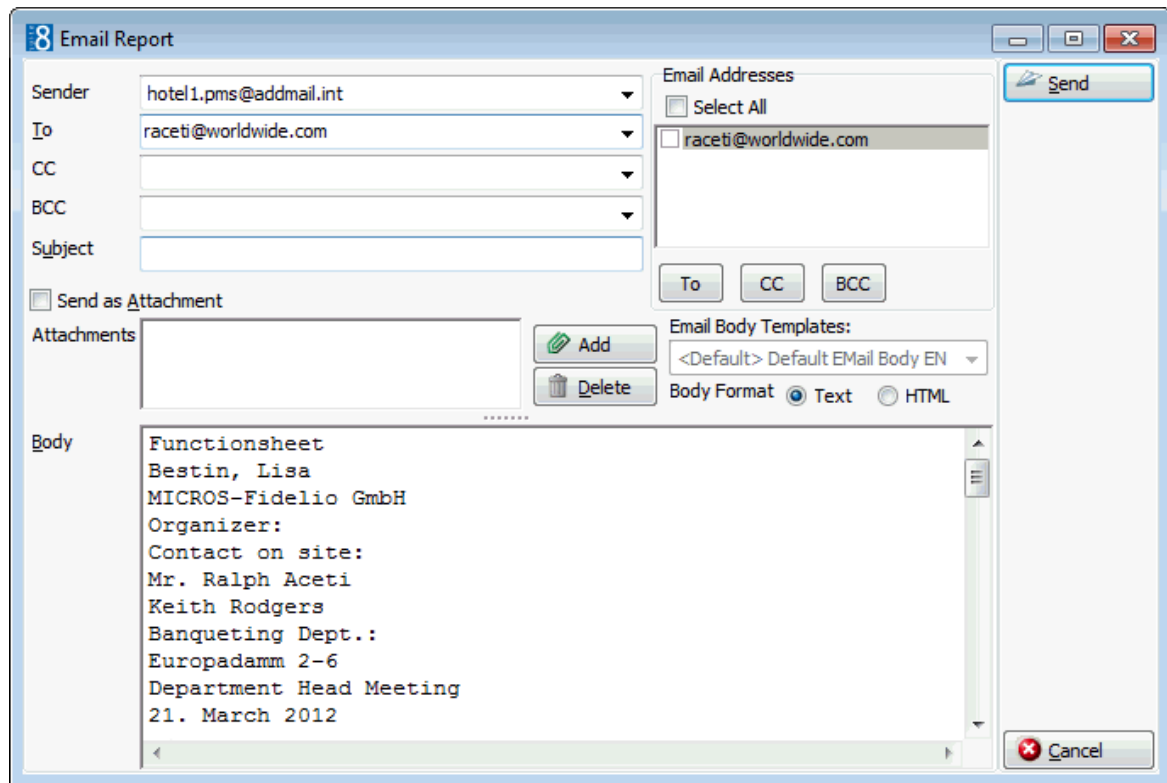 8 Email Report
Sender hotel1.pms@addmail.int
To raceti@worldwide.com
CC
BCC
Subject
Send as Attachment
Attachments
Add
Delete
Email Addresses
Select All
raceti@worldwide.com
To CC BCC
Email Body Templates:
<Default> Default EMail Body EN
Body Format Text HTML
Send
Body
Functionsheet
Bestin, Lisa
MICROS-Fidelio GmbH
Organizer:
Contact on site:
Mr. Ralph Aceti
Keith Rodgers
Banqueting Dept.:
Europadamm 2-6
Department Head Meeting
21. March 2012
Cancel